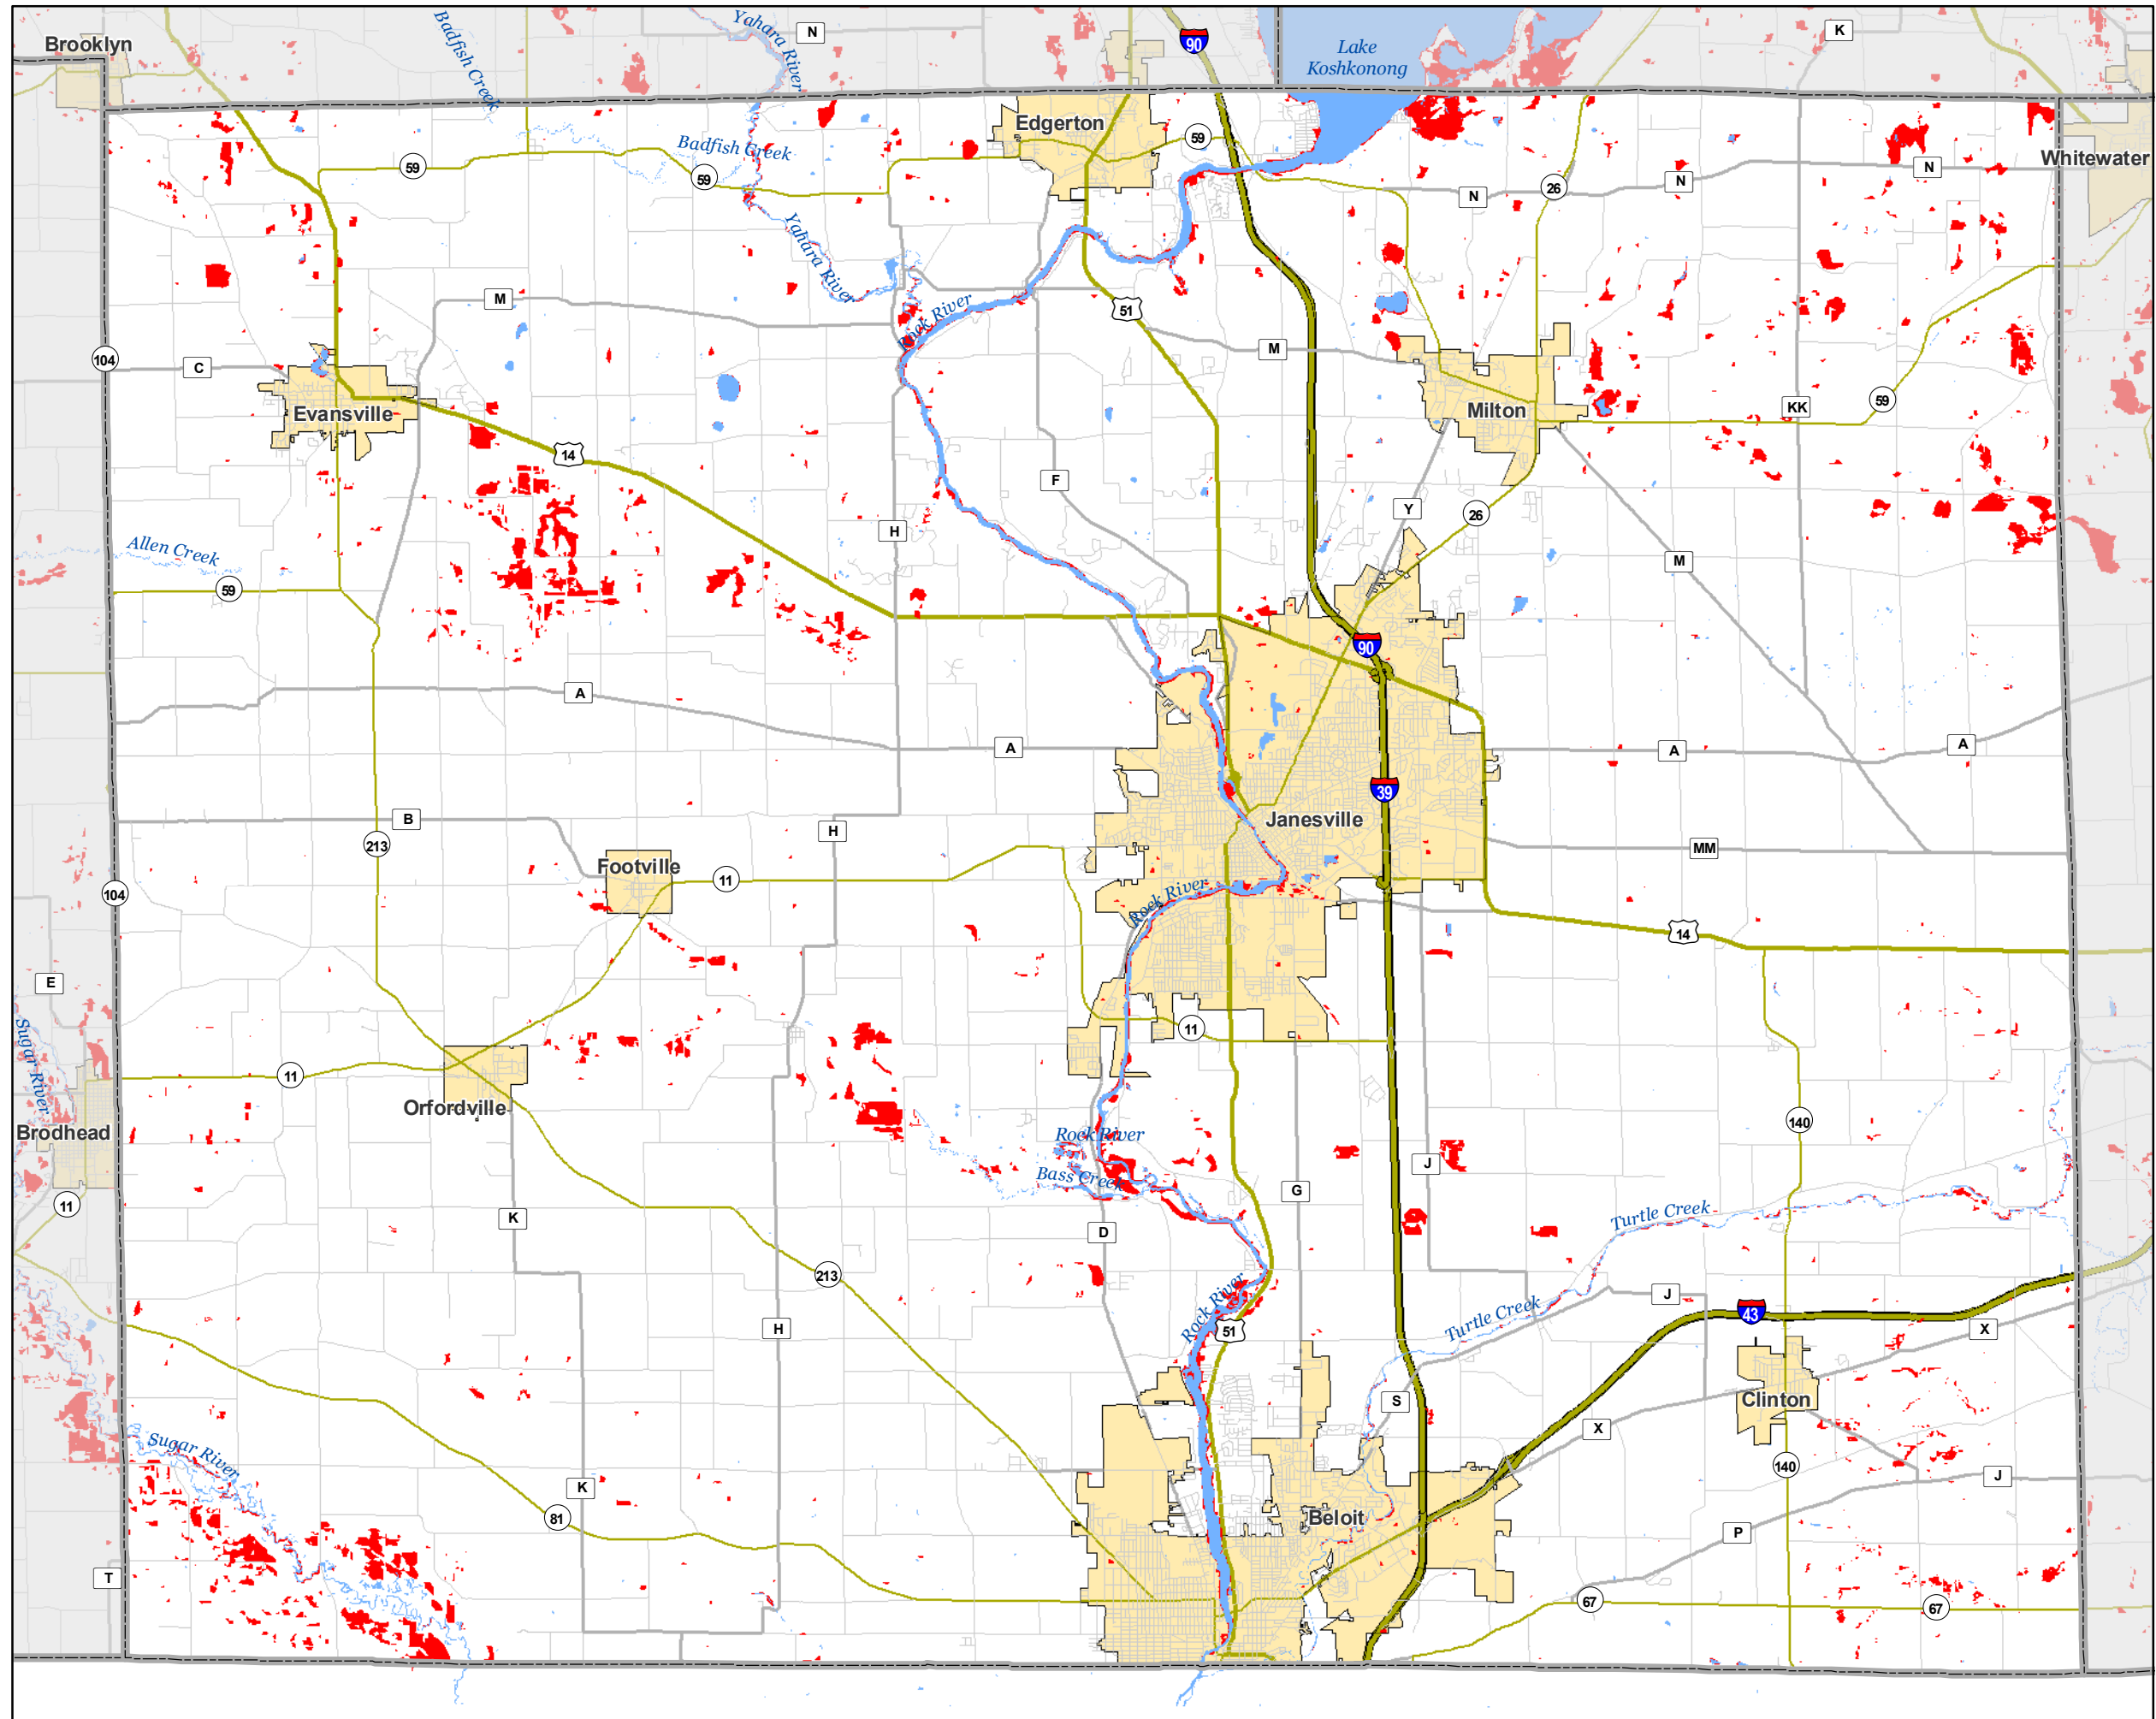 Brooklyn
Badfish Creek
Yahara River
N
90
Lake
Koshkonong
K
Edgerton
59
Badfish Creek
59
59
Whitewater
N
N
N
26
Yahara River
M
Rock River
51
104
C
M
Evansville
Milton
KK
59
14
F
Y
26
H
Allen Creek
M
59
90
A
A
A
A
39
B
H
Janesville
213
MM
Footville
11
104
Rock River
14
E
Sugar River
11
11
Orfordville
140
Brodhead
Rock River
J
Bass Creek
11
G
K
Turtle Creek
D
213
Rock River
J
43
Turtle Creek
H
51
X
S
Clinton
X
Sugar River
140
J
K
81
Beloit
P
T
67
67